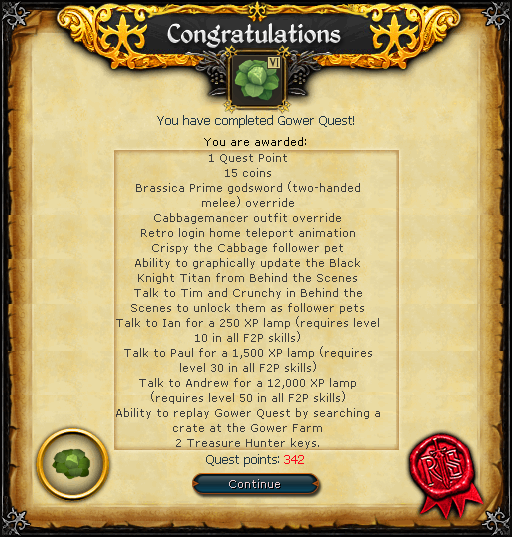 Congratulations
VI
You have completed Gower Quest!
You are awarded:
1 Quest Point
15 coins
Brassica Prime godsword (two-handed
melee) override
Cabbagemancer outfit override
Retro login home teleport animation
Crispy the Cabbage follower pet
Ability to graphically update the Black
Knight Titan from Behind the Scenes
Talk to Tim and Crunchy in Behind the
Scenes to unlock them as follower pets
Talk to Ian for a 250 XP lamp (requires level
10 in all F2P skills)
Talk to Paul for a 1,500 XP lamp (requires
level 30 in all F2P skills)
Talk to Andrew for a 12,000 XP lamp
(requires level 50 in all F2P skills)
Ability to replay Gower Quest by searching a
crate at the Gower Farm
2 Treasure Hunter keys.
Quest points: 342
Continue